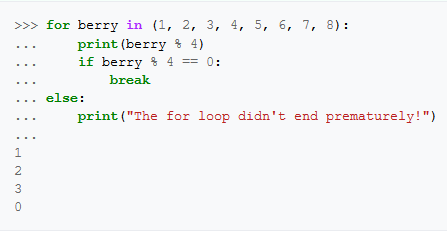 >>> for berry in (1, 2, 3, 4, 5, 6, 7, 8):
...     print(berry % 4)
...     if berry % 4 == 0:
...         break
... else:
...     print("The for loop didn't end prematurely!")
...
1
2
3
0